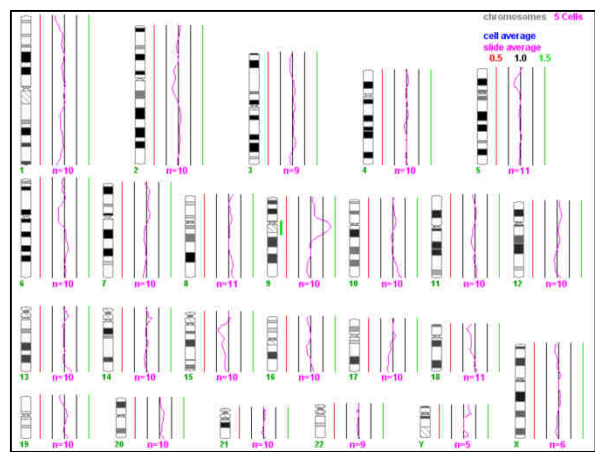 chromosomes 5 Cells
cell average
slide average
0.5 1.0 1.5
1 n=10 2 n=10 3 n=9 4 n=10 5 n=11
6 n=10 7 n=10 8 n=11 9 n=10 10 n=10 11 n=10 12 n=10
13 n=10 14 n=10 15 n=10 16 n=10 17 n=10 18 n=11
19 n=10 20 n=10 21 n=10 22 n=9 Y n=5 X n=6